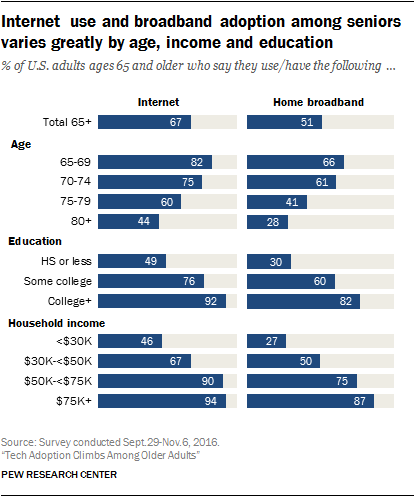 Internet use and broadband adoption among seniors
varies greatly by age, income and education
% of U.S. adults ages 65 and older who say they use/have the following ...
Internet Home broadband
Total 65+ 67 51
Age
65-69 82 66
70-74 75 61
75-79 60 41
80+ 44 28
Education
HS or less 49 30
Some college 76 60
College+ 92 82
Household income
<$30K 46 27
$30K-<$50K 67 50
$50K-<$75K 90 75
$75K+ 94 87
Source: Survey conducted Sept.29-Nov.6, 2016.
"Tech Adoption Climbs Among Older Adults"
PEW RESEARCH CENTER